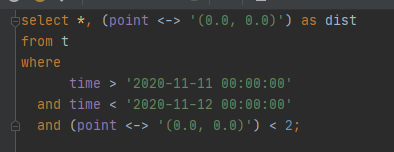 select *, (point <-> '(0.0, 0.0)') as dist
from t
where
time > '2020-11-11 00:00:00'
and time < '2020-11-12 00:00:00'
and (point <-> '(0.0, 0.0)') < 2;